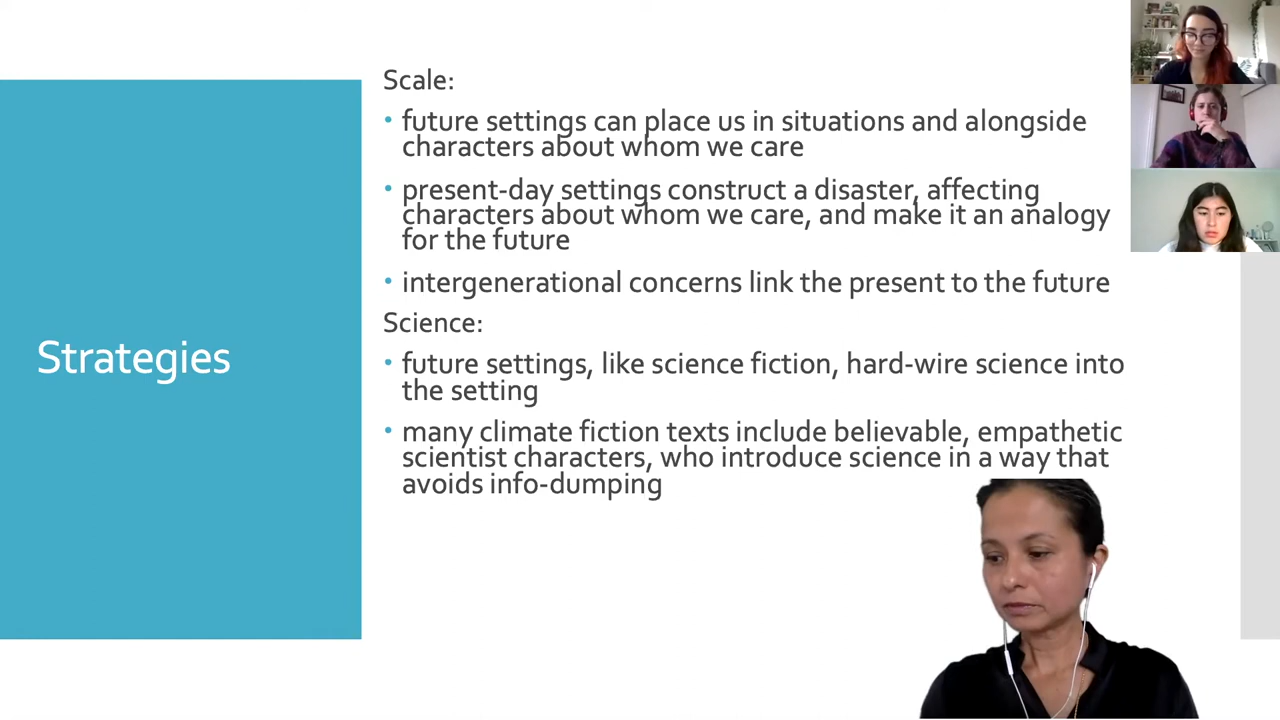 Strategies
Scale:
future settings can place us in situations and alongside
characters about whom we care
present-day settings construct a disaster, affecting
characters about whom we care, and make it an analogy
for the future
intergenerational concerns link the present to the future
Science:
future settings, like science fiction, hard-wire science into
the setting
many climate fiction texts include believable, empathetic
scientist characters, who introduce science in a way that
avoids info-dumping